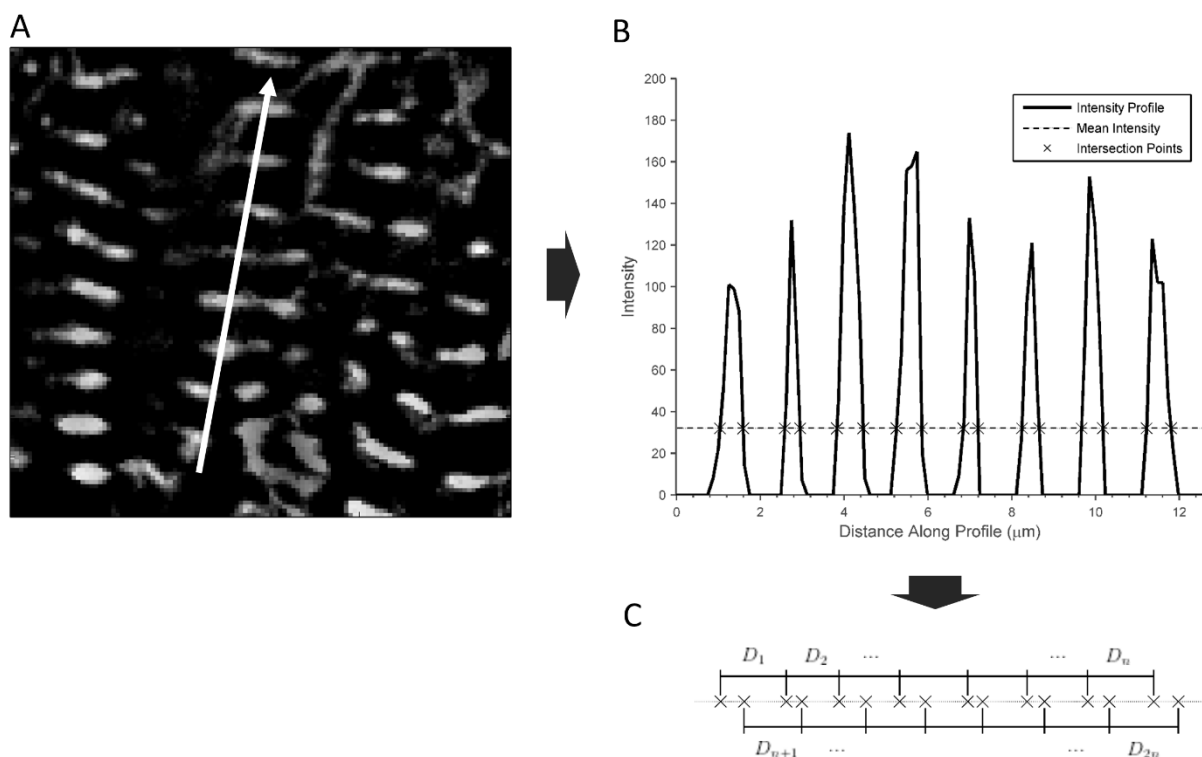 A
B
Intensity
200
180
160
140
120
100
80
60
40
20
0
Intensity Profile
Mean Intensity
Intersection Points
0 2 4 6 8 10 12
Distance Along Profile (μm)
C
D₁ D₂ ... ... Dₙ
Dₙ₊₁ ... ... D₂ₙ